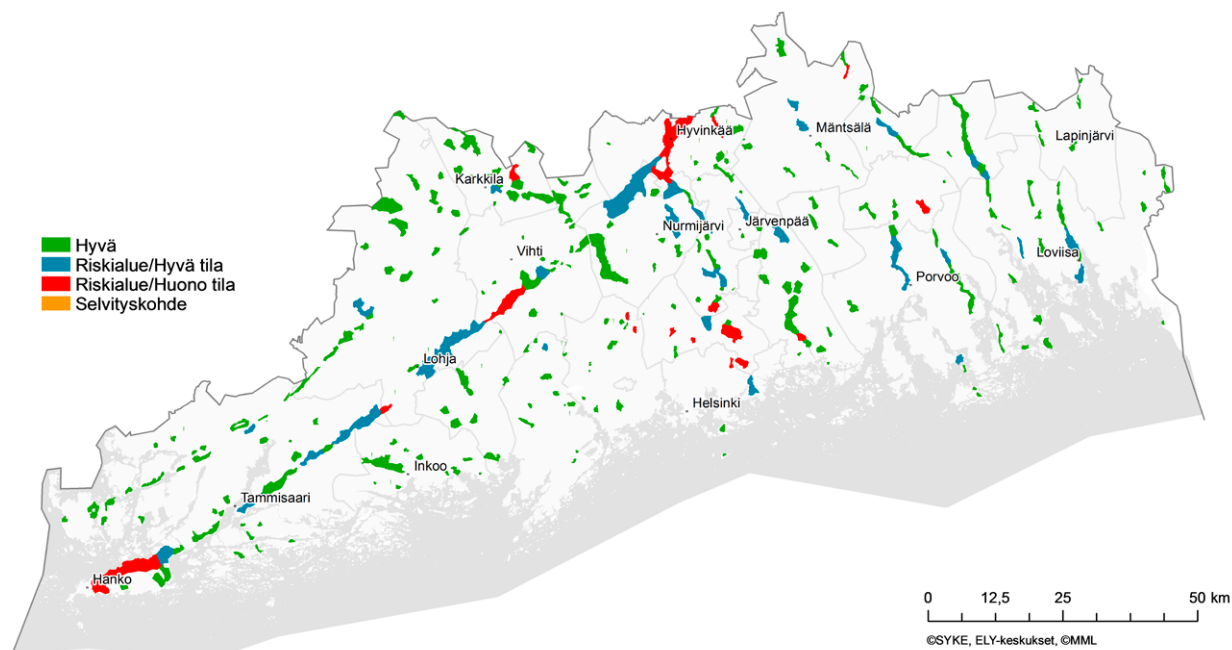 Hyvinkää
Mäntsälä
Lapinjärvi
Karkkila
Nurmijärvi
Järvenpää
Vihti
Loviisa
Porvoo
Hyvä
Riskialue/Hyvä tila
Riskialue/Huono tila
Selvityskohde
Lohja
Helsinki
Inkoo
Tammisaari
Hanko
0 12,5 25 50 km
©SYKE, ELY-keskukset, ©MML